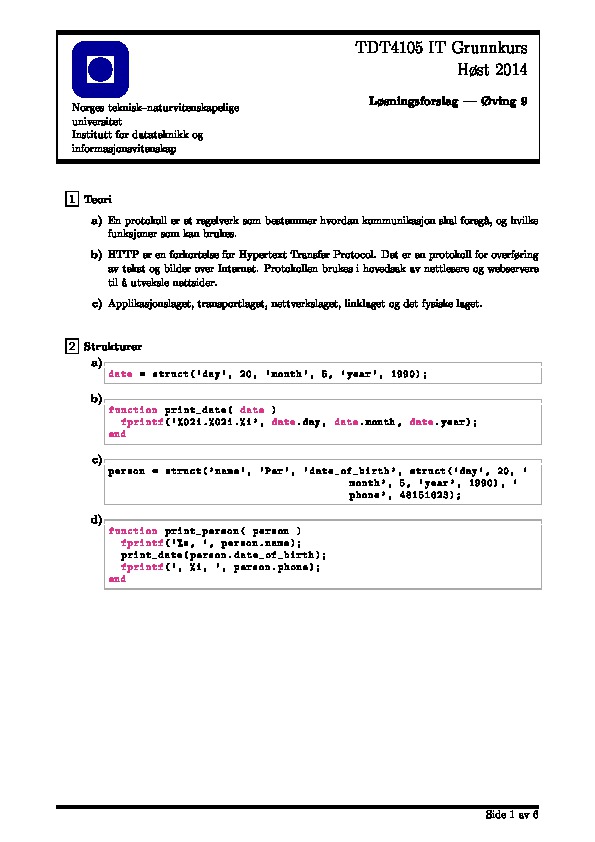 TDT4105 IT Grunnkurs
Høst 2014
Norges teknisk–naturvitenskapelige
universitet
Institutt for datateknikk og
informasjonsvitenskap
Løsningsforslag — Øving 9
1 Teori
a) En protokoll er et regelverk som bestemmer hvordan kommunikasjon skal foregå, og hvilke
funksjoner som kan brukes.
b) HTTP er en forkortelse for Hypertext Transfer Protocol. Det er en protokoll for overføring
av tekst og bilder over Internet. Protokollen brukes i hovedsak av nettlesere og webservere
til å utveksle nettsider.
c) Applikasjonslaget, transportlaget, nettverkslaget, linklaget og det fysiske laget.
2 Strukturer
a)
date = struct('day', 20, 'month', 5, 'year', 1990);
b)
function print_date( date )
fprintf('%02i.%02i.%i', date.day, date.month, date.year);
end
c)
person = struct('name', 'Per', 'date_of_birth', struct('day', 20, '
month', 5, 'year', 1990), '
phone', 48151623);
d)
function print_person( person )
fprintf('%s, ', person.name);
print_date(person.date_of_birth);
fprintf(', %i, ', person.phone);
end
Side 1 av 6